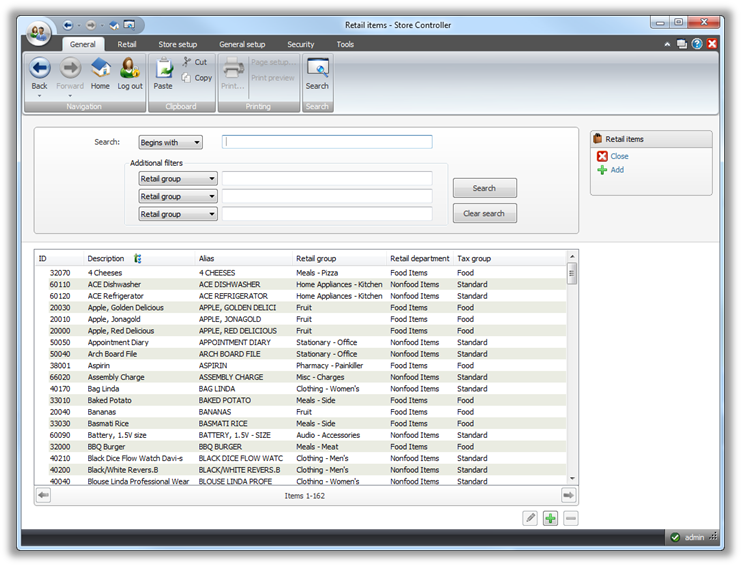 Retail items - Store Controller
General Retail Store setup General setup Security Tools
Back Forward Home Log out Paste Cut Copy Print... Page setup... Print preview Search
Navigation Clipboard Printing Search
Search: Begins with
Additional filters
Retail group
Retail group
Retail group
Search
Clear search
Retail items
Close
Add
ID Description Alias Retail group Retail department Tax group
32070 4 Cheeses 4 CHEESES Meals - Pizza Food Items Food
60110 ACE Dishwasher ACE DISHWASHER Home Appliances - Kitchen Nonfood Items Standard
60120 ACE Refrigerator ACE REFRIGERATOR Home Appliances - Kitchen Nonfood Items Standard
20030 Apple, Golden Delicious APPLE, GOLDEN DELICI Fruit Food Items Food
20010 Apple, Jonagold APPLE, JONAGOLD Fruit Food Items Food
20000 Apple, Red Delicious APPLE, RED DELICIOUS Fruit Food Items Food
50050 Appointment Diary APPOINTMENT DIARY Stationary - Office Nonfood Items Standard
50040 Arch Board File ARCH BOARD FILE Stationary - Office Nonfood Items Standard
38001 Aspirin ASPIRIN Pharmacy - Painkiller Food Items Food
66020 Assembly Charge ASSEMBLY CHARGE Misc - Charges Nonfood Items Standard
40170 Bag Linda BAG LINDA Clothing - Women's Nonfood Items Standard
33010 Baked Potato BAKED POTATO Meals - Side Food Items Food
20040 Bananas BANANAS Fruit Food Items Food
33030 Basmati Rice BASMATI RICE Meals - Side Food Items Food
60090 Battery, 1.5V size BATTERY, 1.5V - SIZE Audio - Accessories Nonfood Items Standard
32000 BBQ Burger BBQ BURGER Meals - Meat Food Items Food
40210 Black Dice Flow Watch Davi-s BLACK DICE FLOW WATC Clothing - Men's Nonfood Items Standard
40200 Black/White Revers.B BLACK/WHITE REVERS.B Clothing - Men's Nonfood Items Standard
40040 Blouse Linda Professional Wear BLOUSE LINDA PROFE Clothing - Women's Nonfood Items Standard
Items 1-162
admin